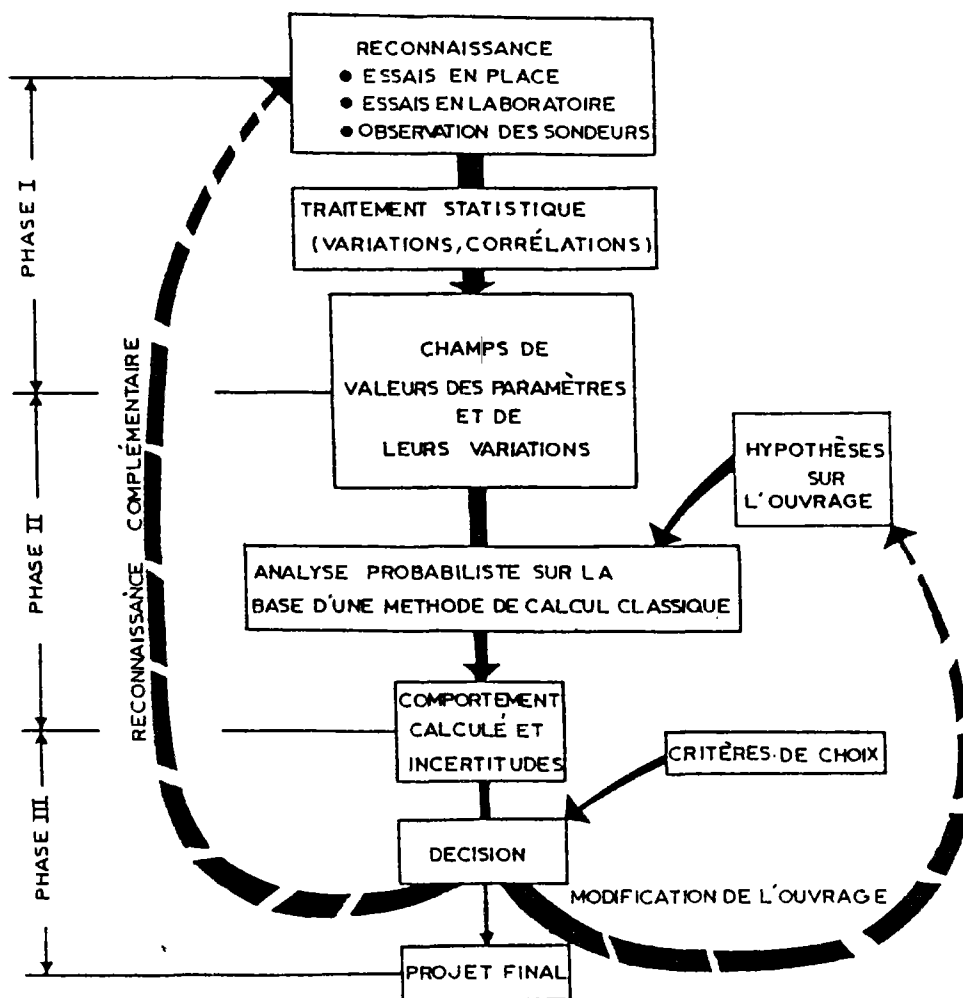 RECONNAISSANCE
● ESSAIS EN PLACE
● ESSAIS EN LABORATOIRE
● OBSERVATION DES SONDEURS
TRAITEMENT STATISTIQUE
(VARIATIONS, CORRÉLATIONS)
CHAMPS DE
VALEURS DES PARAMÈTRES
ET DE
LEURS VARIATIONS
HYPOTHÈSES
SUR
L'OUVRAGE
ANALYSE PROBABILISTE SUR LA
BASE D'UNE METHODE DE CALCUL CLASSIQUE
COMPORTEMENT
CALCULÉ ET
INCERTITUDES
CRITÈRES DE CHOIX
DECISION
MODIFICATION DE L'OUVRAGE
PROJET FINAL
PHASE I
PHASE II
PHASE III
RECONNAISSANCE COMPLÉMENTAIRE